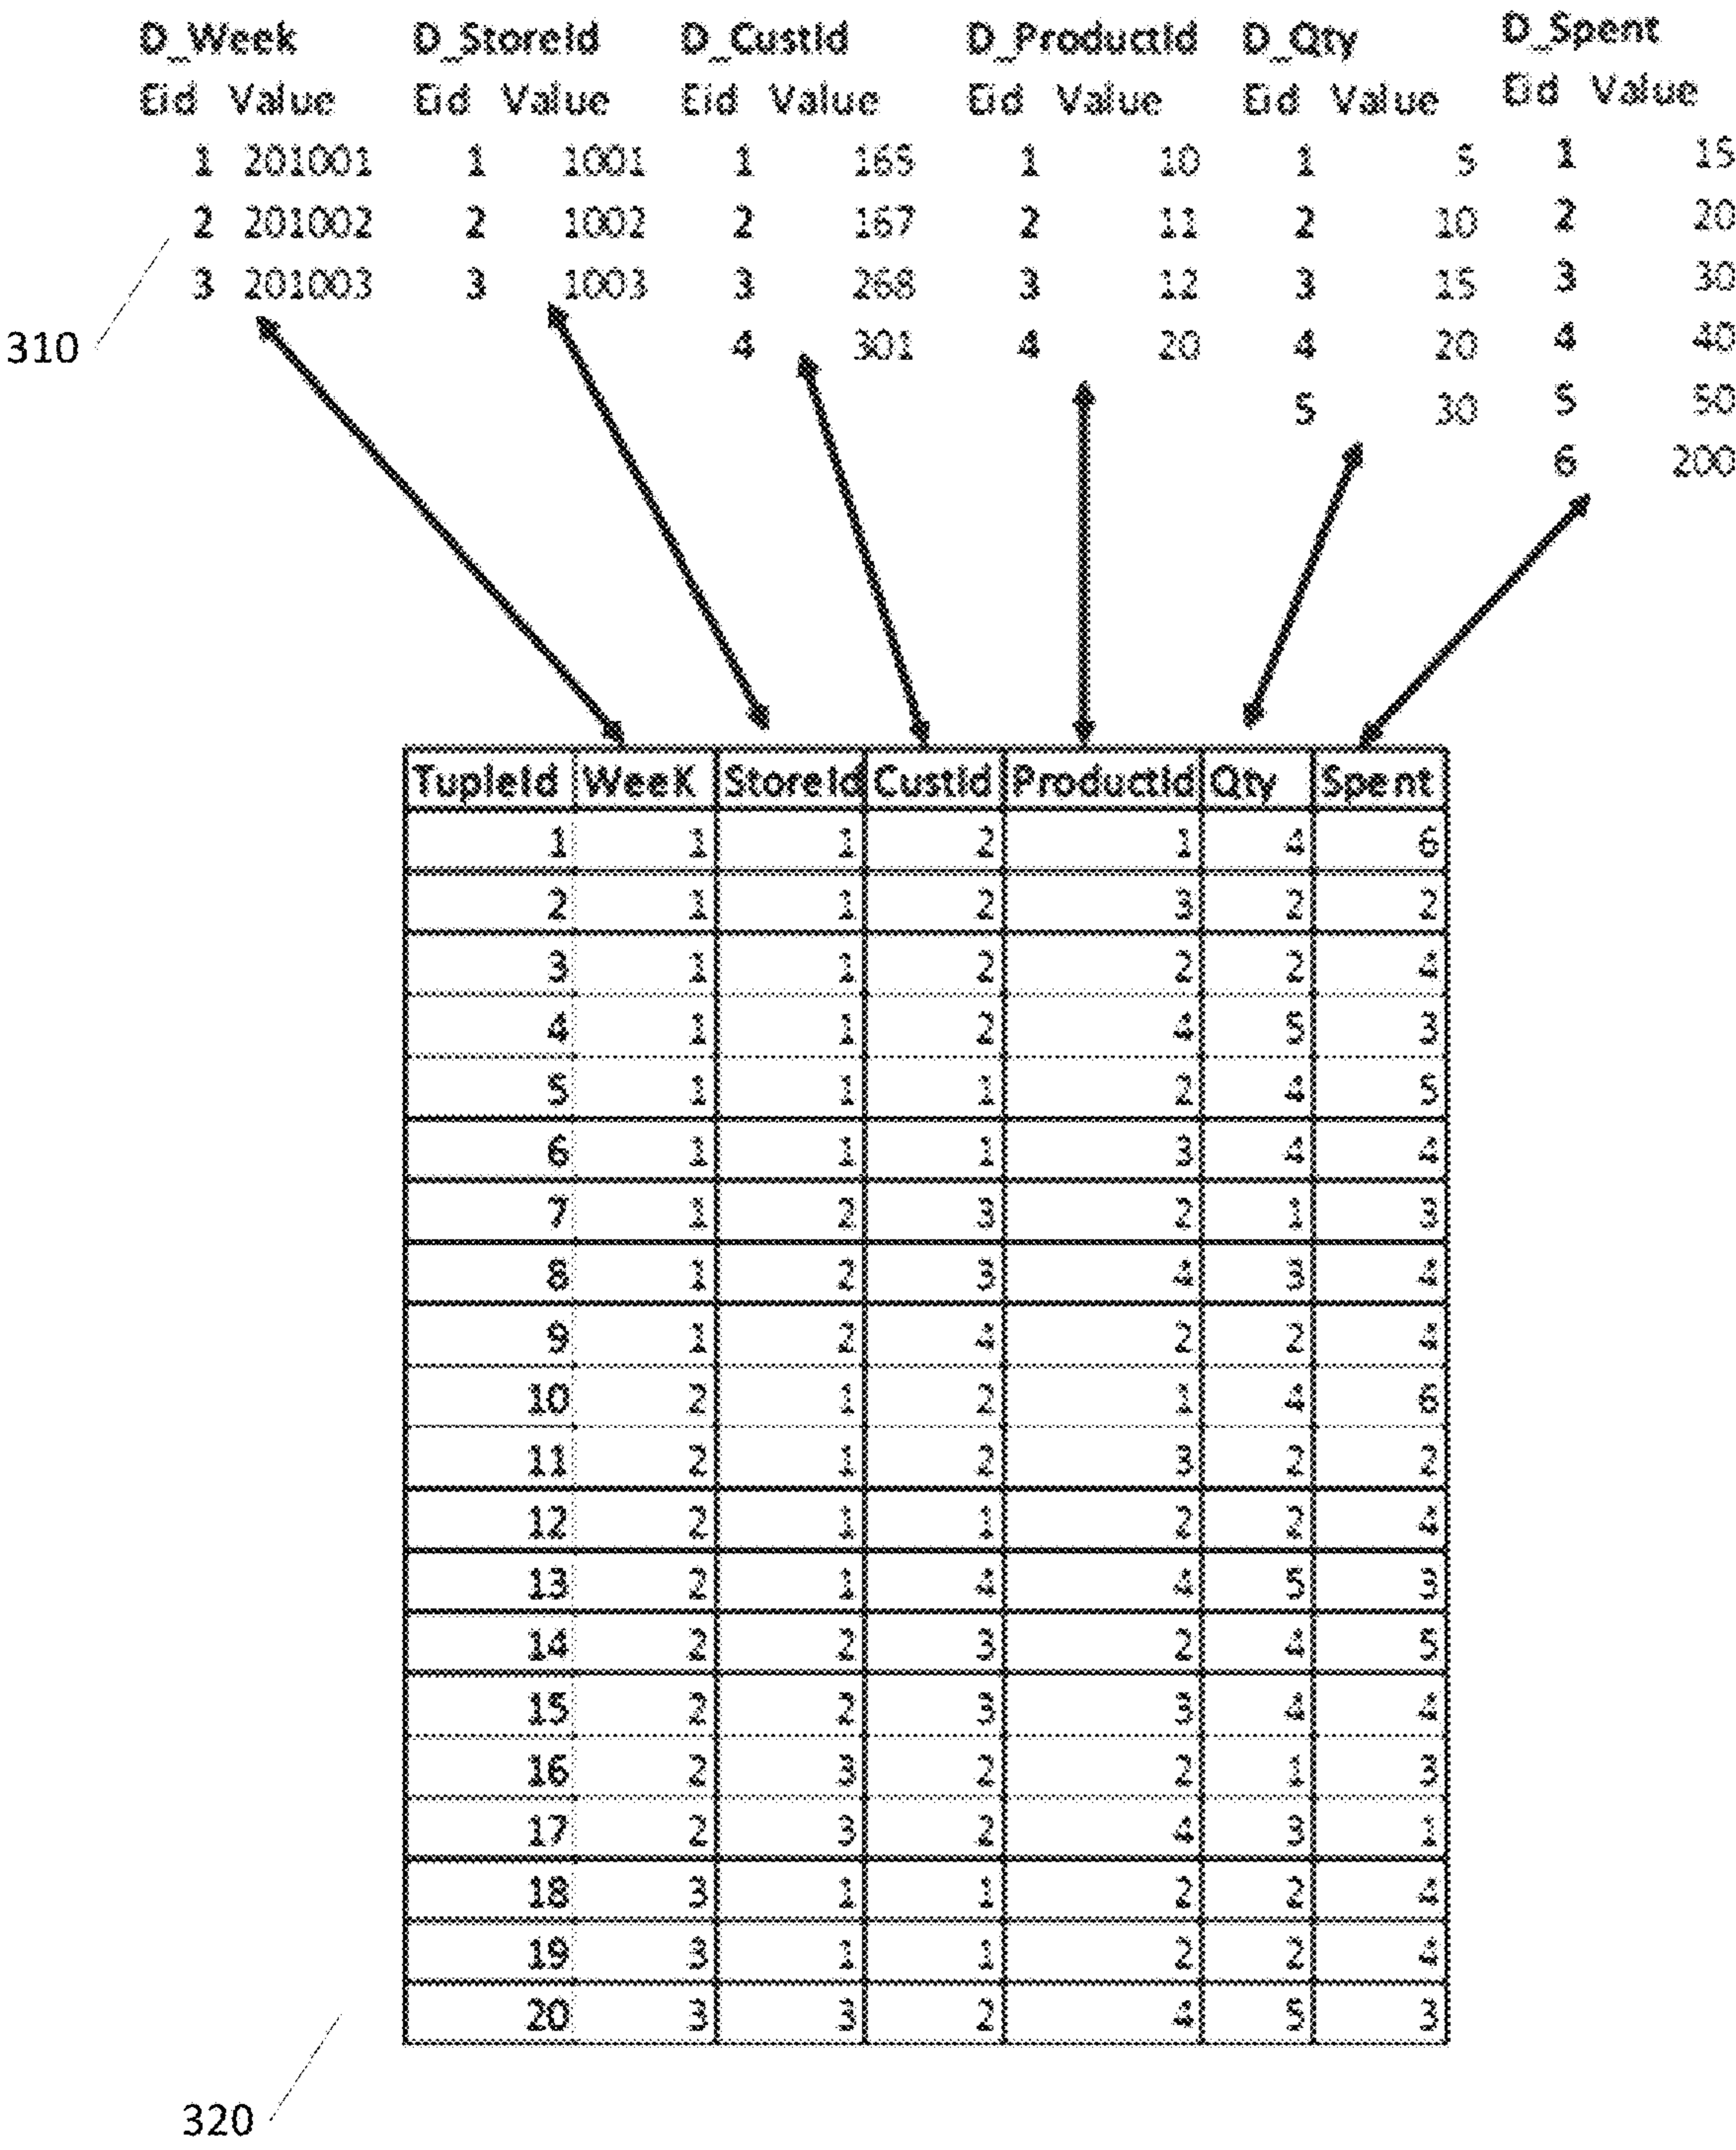 D_Week D_StoreId D_CustId D_ProductId D_Qty D_Spent
Eid Value Eid Value Eid Value Eid Value Eid Value Eid Value
1 201001 1 1001 1 165 1 10 1 5 1 15
2 201002 2 1002 2 167 2 11 2 10 2 20
3 201003 3 1003 3 268 3 12 3 15 3 30
310 4 301 4 20 4 20 4 40
5 30 5 50
6 200
TupleId WeeK StoreId CustId ProductId Qty Spent
1 1 1 2 1 4 6
2 1 1 2 3 2 2
3 1 1 2 2 2 4
4 1 1 2 4 5 3
5 1 1 1 2 4 5
6 1 1 1 3 4 4
7 1 2 3 2 1 3
8 1 2 3 4 3 4
9 1 2 4 2 2 4
10 2 1 2 1 4 6
11 2 1 2 3 2 2
12 2 1 1 2 2 4
13 2 1 4 4 5 3
14 2 2 3 2 4 5
15 2 2 3 3 4 4
16 2 3 2 2 1 3
17 2 3 2 4 3 1
18 3 1 1 2 2 4
19 3 1 1 2 2 4
20 3 3 2 4 5 3
320